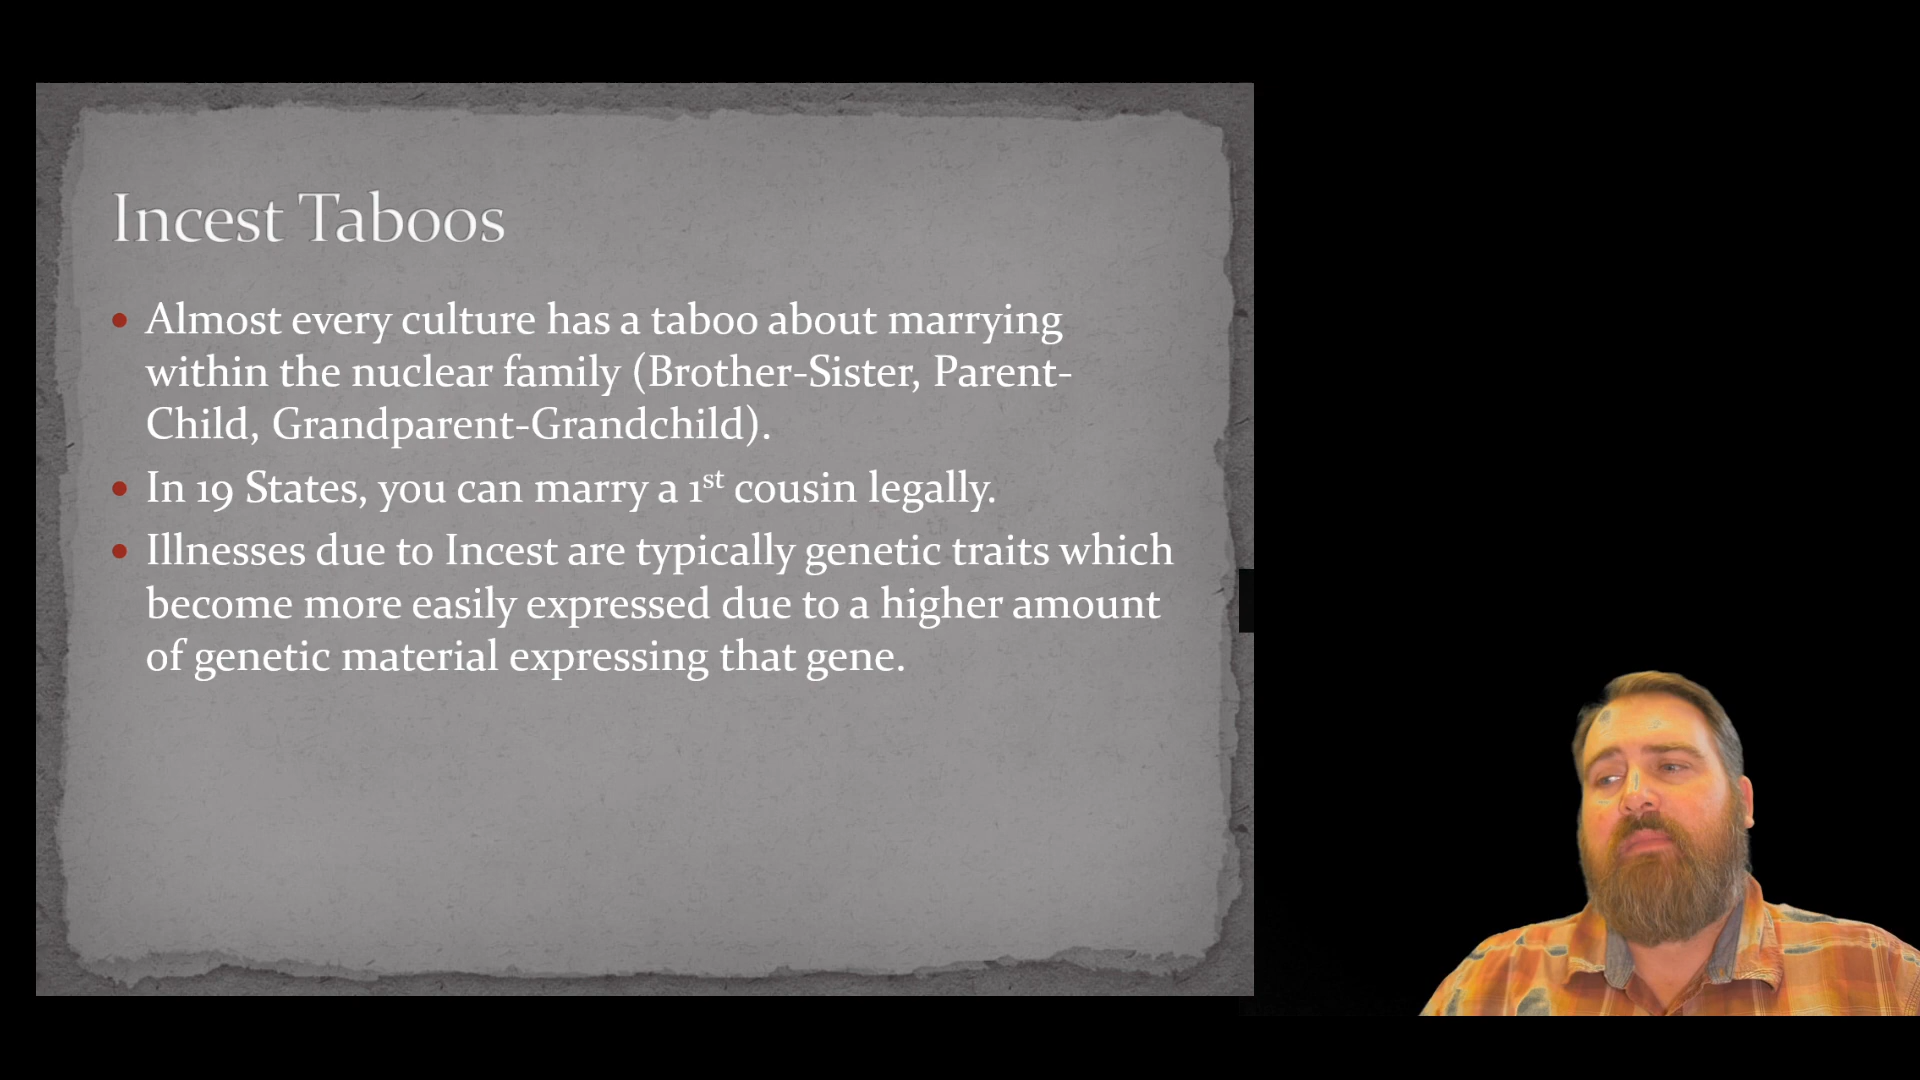 Incest Taboos
• Almost every culture has a taboo about marrying
within the nuclear family (Brother-Sister, Parent-
Child, Grandparent-Grandchild).
• In 19 States, you can marry a 1st cousin legally.
• Illnesses due to Incest are typically genetic traits which
become more easily expressed due to a higher amount
of genetic material expressing that gene.